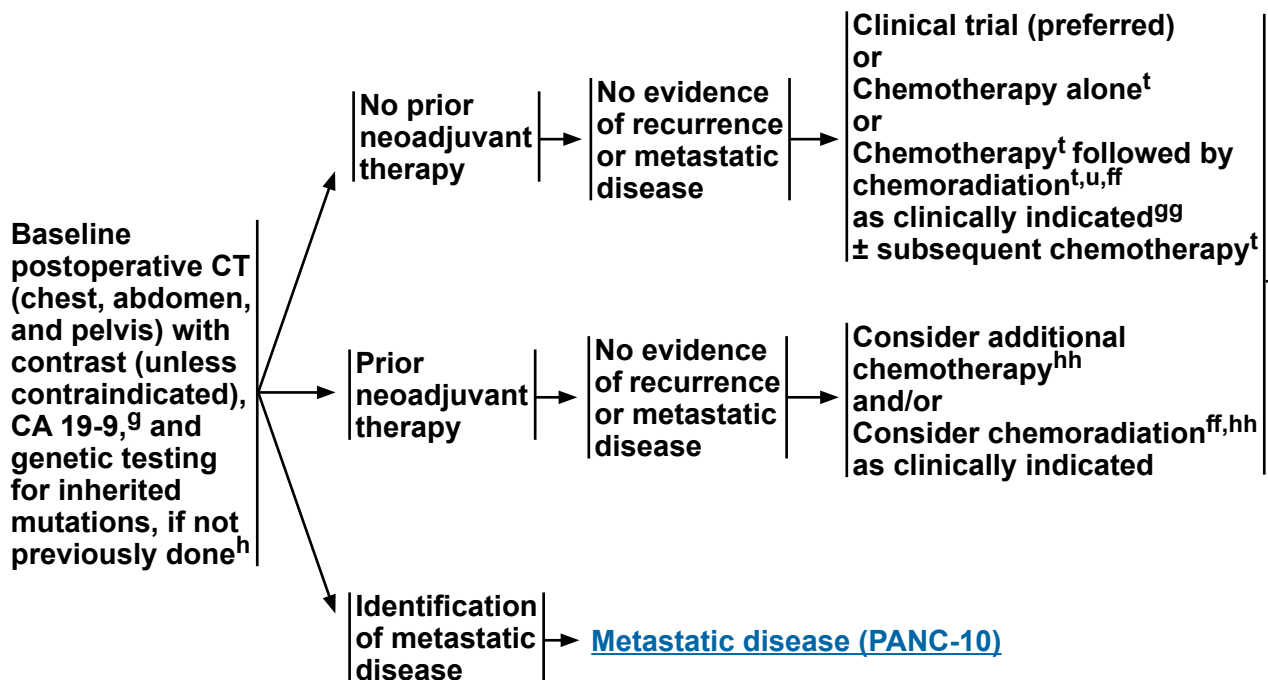 Baseline
postoperative CT
(chest, abdomen,
and pelvis) with
contrast (unless
contraindicated),
CA 19-9,g and
genetic testing
for inherited
mutations, if not
previously doneh
No prior
neoadjuvant
therapy
No evidence
of recurrence
or metastatic
disease
Clinical trial (preferred)
or
Chemotherapy alonet
or
Chemotherapyt followed by
chemoradiationt,u,ff
as clinically indicatedgg
± subsequent chemotherapyt
Prior
neoadjuvant
therapy
No evidence
of recurrence
or metastatic
disease
Consider additional
chemotherapyhh
and/or
Consider chemoradiationff,hh
as clinically indicated
Identification
of metastatic
disease
Metastatic disease (PANC-10)